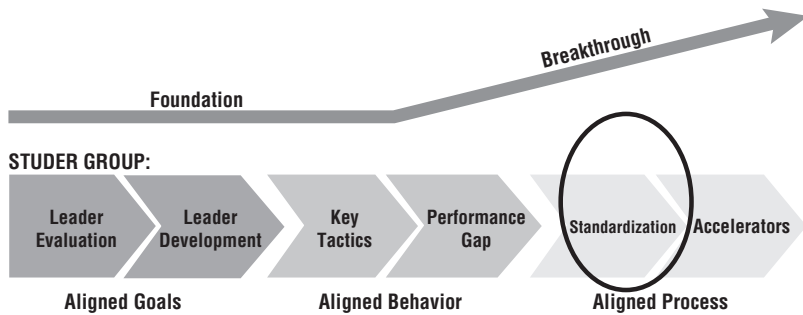 Breakthrough
Foundation
STUDER GROUP:
Leader
Evaluation
Leader
Development
Key
Tactics
Performance
Gap
Standardization
Accelerators
Aligned Goals
Aligned Behavior
Aligned Process